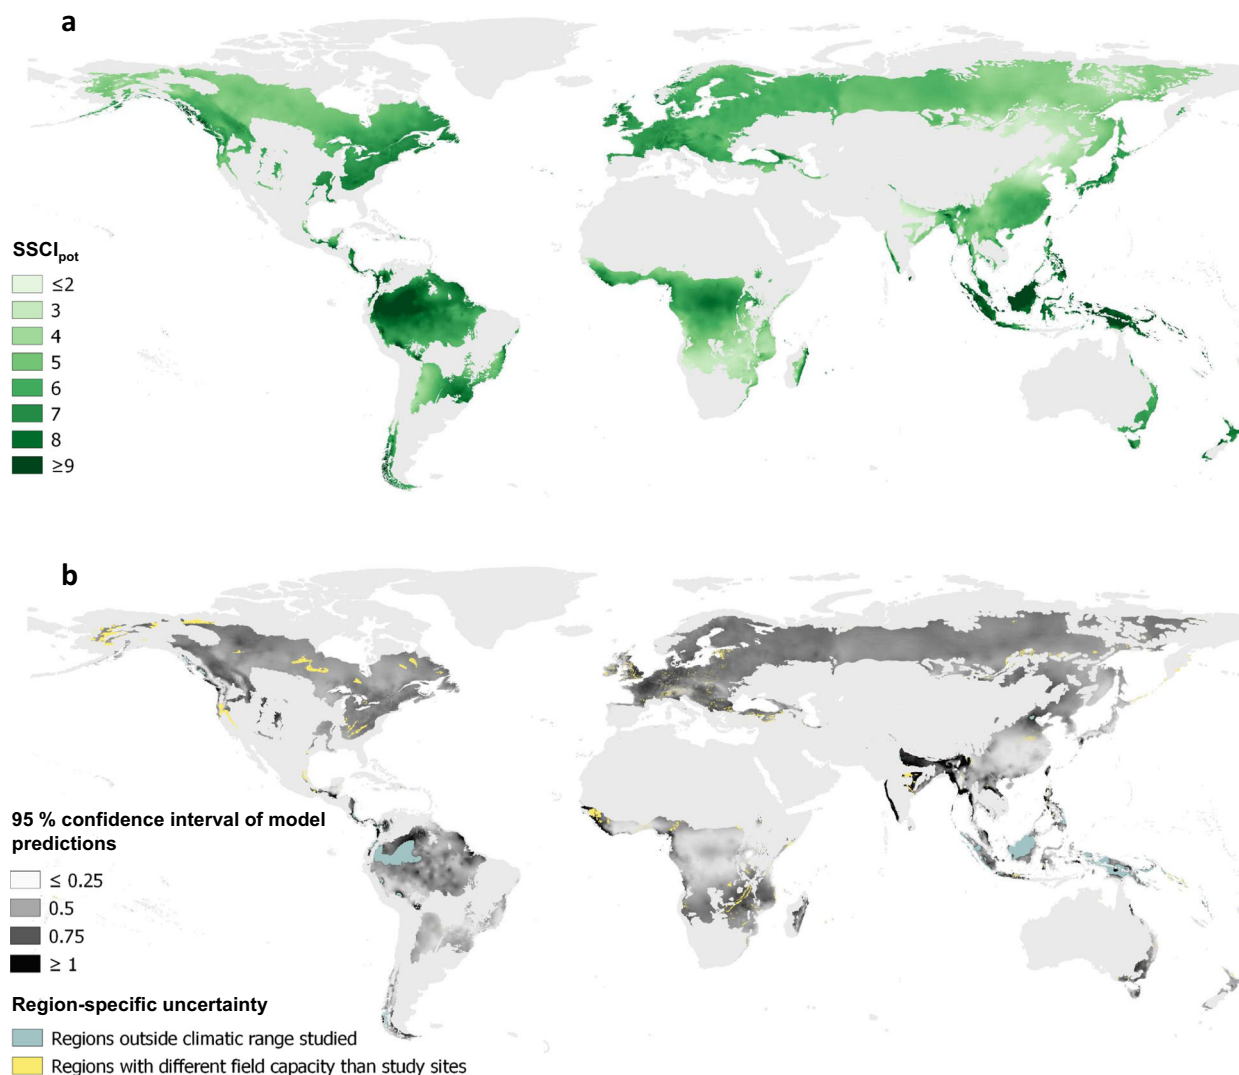 a
SSCIpot
≤2
3
4
5
6
7
8
≥9
b
95 % confidence interval of model
predictions
≤ 0.25
0.5
0.75
≥ 1
Region-specific uncertainty
Regions outside climatic range studied
Regions with different field capacity than study sites